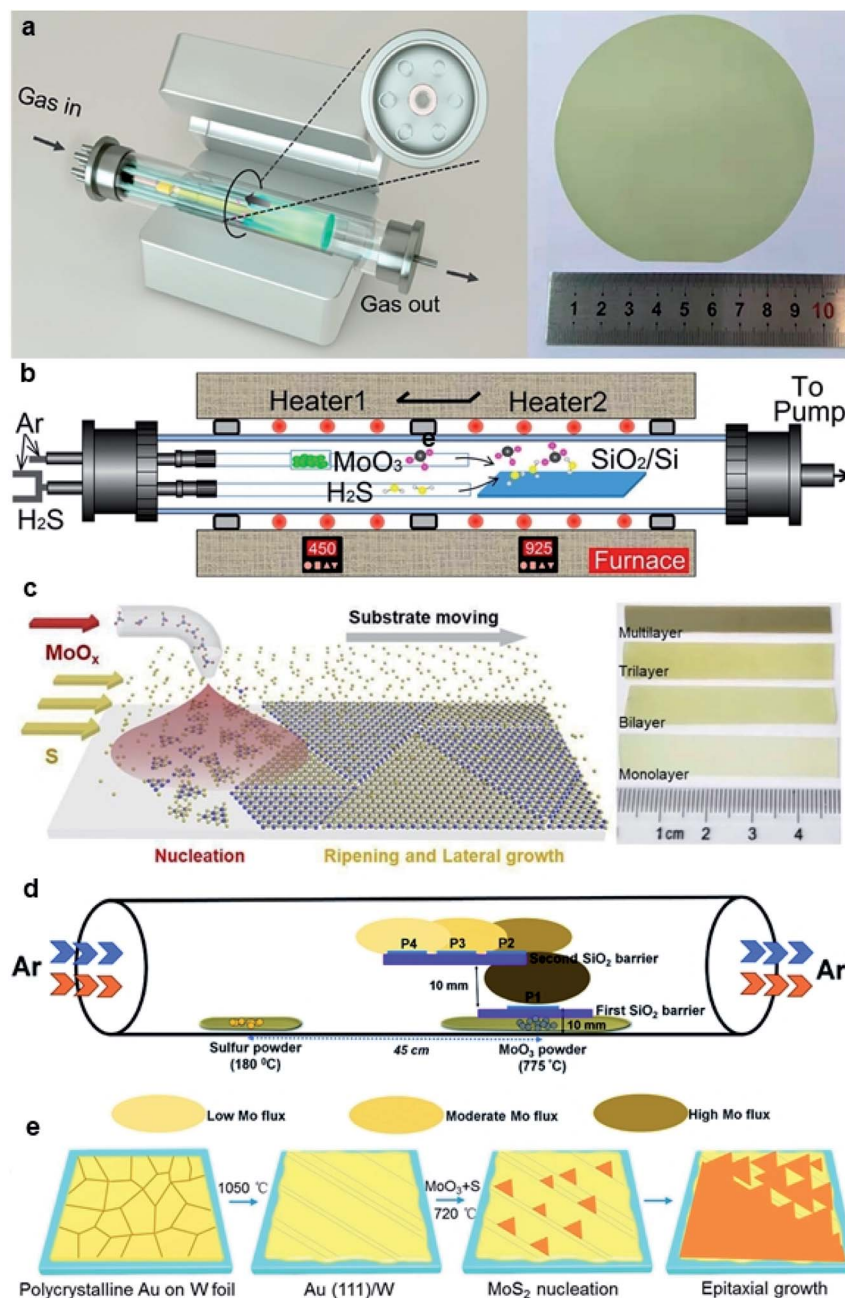 a
Gas in
Gas out
1 2 3 4 5 6 7 8 9 10
b
Heater1
Heater2
To
Pump
Ar
e
MoO3
SiO2/Si
H2S
H2S
450
925
Furnace
c
Substrate moving
MoOx
S
Nucleation
Ripening and Lateral growth
Multilayer
Trilayer
Bilayer
Monolayer
1 cm 2 3 4
d
Ar
P4 P3 P2
Second SiO2 barrier
10 mm
P1
First SiO2 barrier
10 mm
Ar
Sulfur powder
(180 ⁰C)
45 cm
MoO3 powder
(775 °C)
Low Mo flux
Moderate Mo flux
High Mo flux
e
1050 ℃
MoO3+S
720 ℃
Polycrystalline Au on W foil
Au (111)/W
MoS2 nucleation
Epitaxial growth